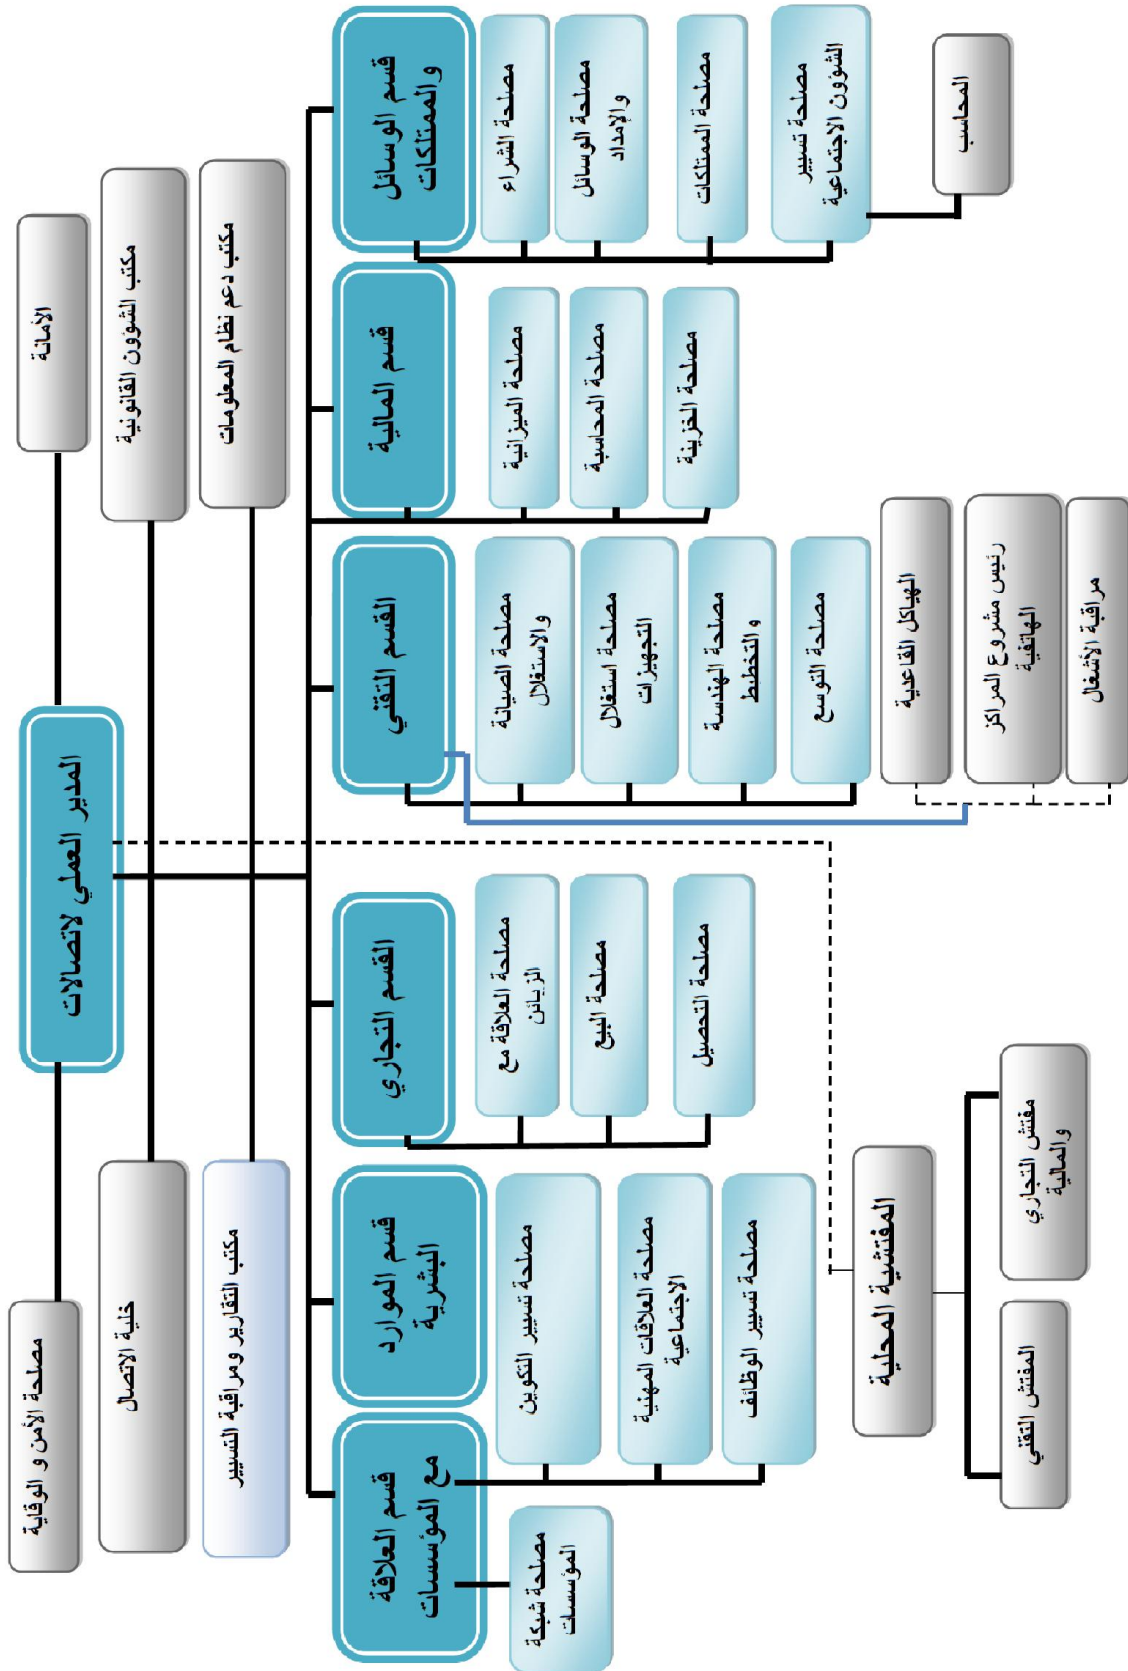 الأمانة
المدير العملي لاتصالات
مصلحة الأمن و الوقاية
مكتب الشؤون القانونية
خلية الاتصال
مكتب دعم نظام المعلومات
مكتب التقارير ومراقبة التسيير
قسم الوسائل
والممتلكات
قسم المالية
القسم التقني
القسم التجاري
قسم الموارد
البشرية
قسم العلاقة
مع المؤسسات
مصلحة الشراء
مصلحة الوسائل
والإمداد
مصلحة الممتلكات
مصلحة تسيير
الشؤون الاجتماعية
المحاسب
مصلحة الميزانية
مصلحة المحاسبة
مصلحة الخزينة
مصلحة الصيانة
والاستغلال
مصلحة استغلال
التجهيزات
مصلحة الهندسة
والتخطيط
مصلحة التوسع
الهياكل القاعدية
رئيس مشروع المراكز
الهاتفية
مراقبة الأشغال
مصلحة العلاقة مع
الزبائن
مصلحة البيع
مصلحة التحصيل
مصلحة تسيير التكوين
مصلحة العلاقات المهنية
الاجتماعية
مصلحة تسيير الوظائف
مصلحة شبكة
المؤسسات
المفتشية المحلية
مفتش التجاري
والمالية
المفتش التقني